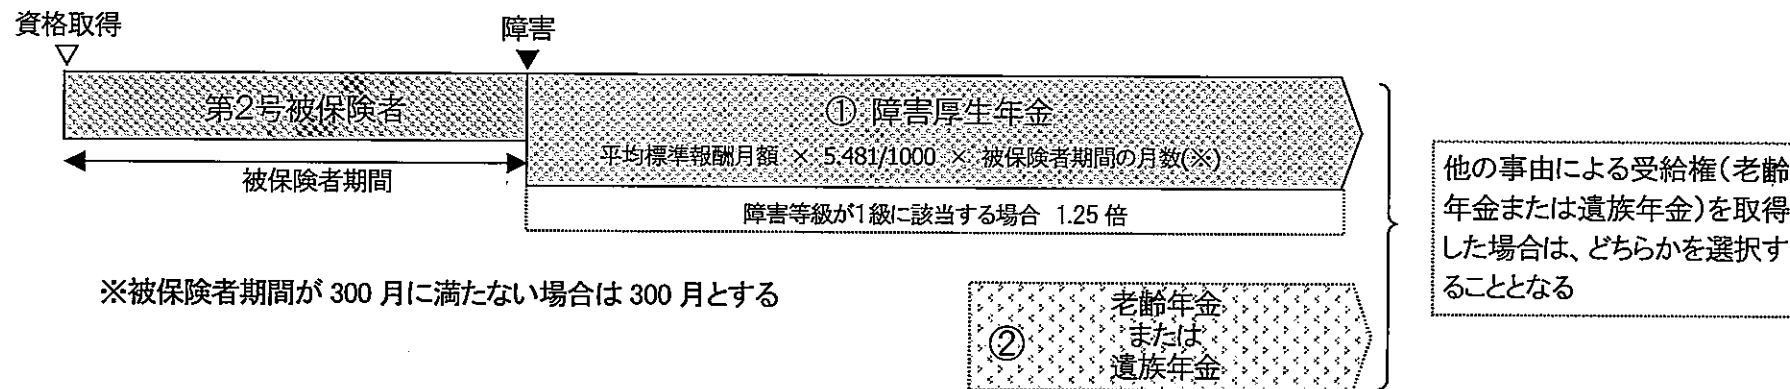 資格取得
障害
第2号被保険者
① 障害厚生年金
平均標準報酬月額 × 5.481/1000 × 被保険者期間の月数(※)
被保険者期間
障害等級が1級に該当する場合 1.25 倍
※被保険者期間が 300 月に満たない場合は 300 月とする
②
老齢年金
または
遺族年金
他の事由による受給権(老齢
年金または遺族年金)を取得
した場合は、どちらかを選択す
ることとなる